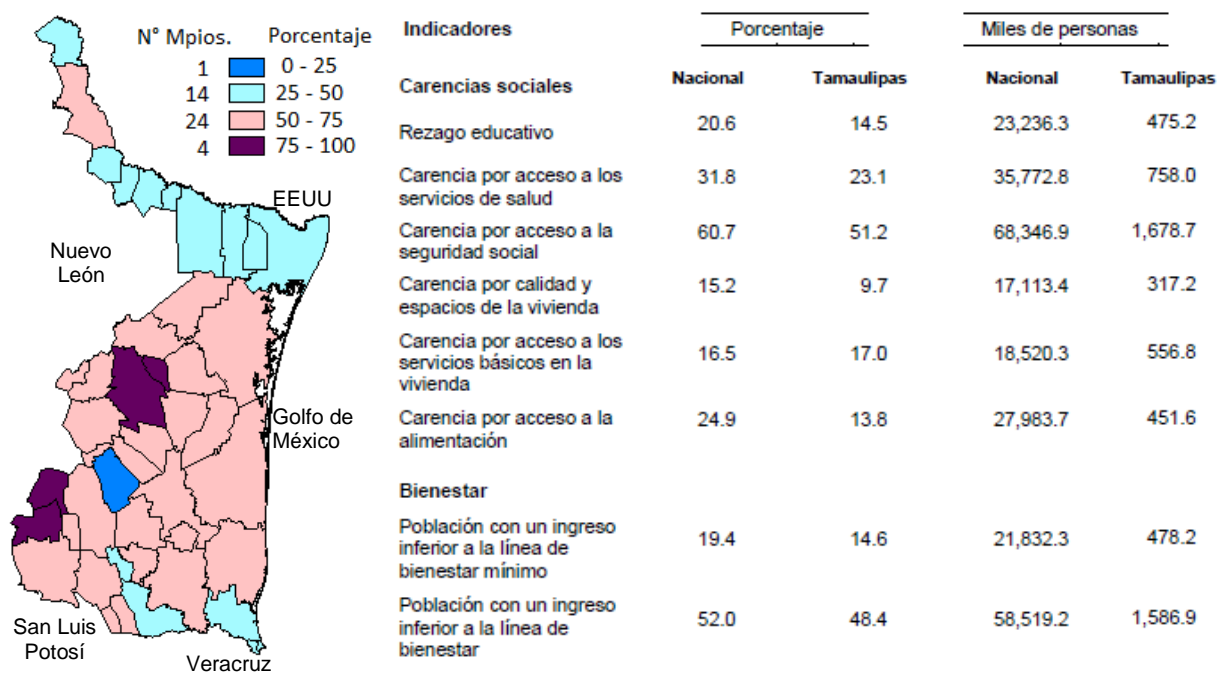 N° Mpios. Porcentaje
1 0 - 25
14 25 - 50
24 50 - 75
4 75 - 100
EEUU
Nuevo
León
Golfo de
México
San Luis
Potosí
Veracruz
Indicadores Porcentaje Miles de personas
Carencias sociales Nacional Tamaulipas Nacional Tamaulipas
Rezago educativo 20.6 14.5 23,236.3 475.2
Carencia por acceso a los
servicios de salud 31.8 23.1 35,772.8 758.0
Carencia por acceso a la
seguridad social 60.7 51.2 68,346.9 1,678.7
Carencia por calidad y
espacios de la vivienda 15.2 9.7 17,113.4 317.2
Carencia por acceso a los
servicios básicos en la 16.5 17.0 18,520.3 556.8
vivienda
Carencia por acceso a la
alimentación 24.9 13.8 27,983.7 451.6
Bienestar
Población con un ingreso
inferior a la línea de 19.4 14.6 21,832.3 478.2
bienestar mínimo
Población con un ingreso
inferior a la línea de 52.0 48.4 58,519.2 1,586.9
bienestar